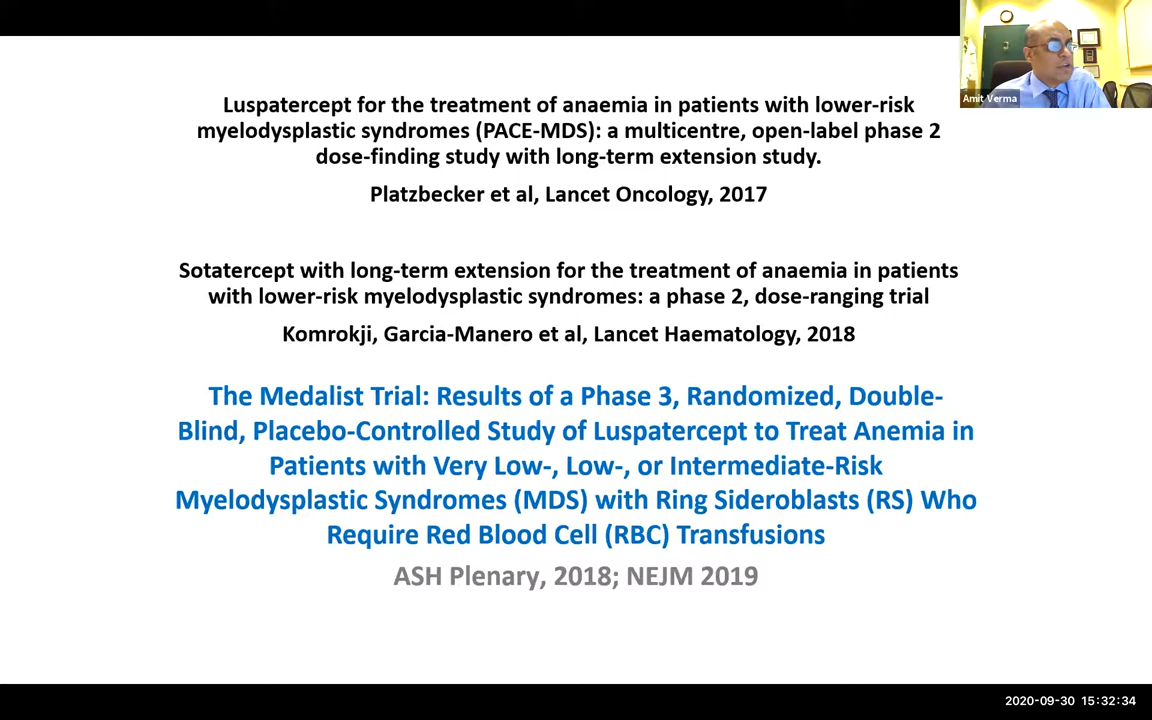 Amit Verma
Luspatercept for the treatment of anaemia in patients with lower-risk
myelodysplastic syndromes (PACE-MDS): a multicentre, open-label phase 2
dose-finding study with long-term extension study.
Platzbecker et al, Lancet Oncology, 2017
Sotatercept with long-term extension for the treatment of anaemia in patients
with lower-risk myelodysplastic syndromes: a phase 2, dose-ranging trial
Komrokji, Garcia-Manero et al, Lancet Haematology, 2018
The Medalist Trial: Results of a Phase 3, Randomized, Double-
Blind, Placebo-Controlled Study of Luspatercept to Treat Anemia in
Patients with Very Low-, Low-, or Intermediate-Risk
Myelodysplastic Syndromes (MDS) with Ring Sideroblasts (RS) Who
Require Red Blood Cell (RBC) Transfusions
ASH Plenary, 2018; NEJM 2019
2020-09-30 15:32:34